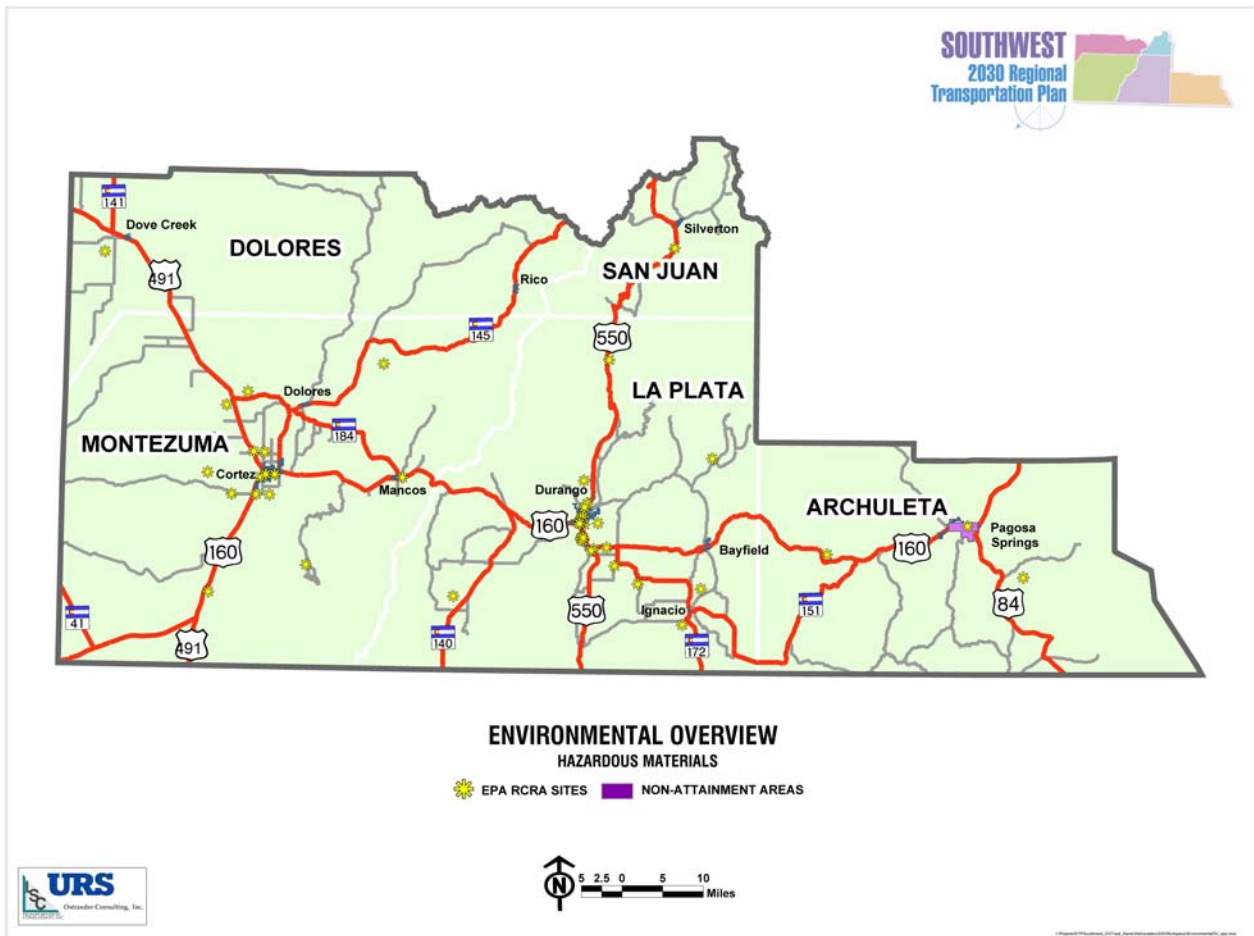 SOUTHWEST
2030 Regional
Transportation Plan
141
Dove Creek
DOLORES
491
Rico
145
Silverton
SAN JUAN
550
LA PLATA
Dolores
184
MONTEZUMA
Cortez
Mancos
Durango
160
ARCHULETA
160
Pagosa
Springs
Bayfield
160
550
Ignacio
151
84
41
491
140
172
ENVIRONMENTAL OVERVIEW
HAZARDOUS MATERIALS
EPA RCRA SITES
NON-ATTAINMENT AREAS
N
5 2.5 0 5 10
Miles
URS
Ostrander Consulting, Inc.